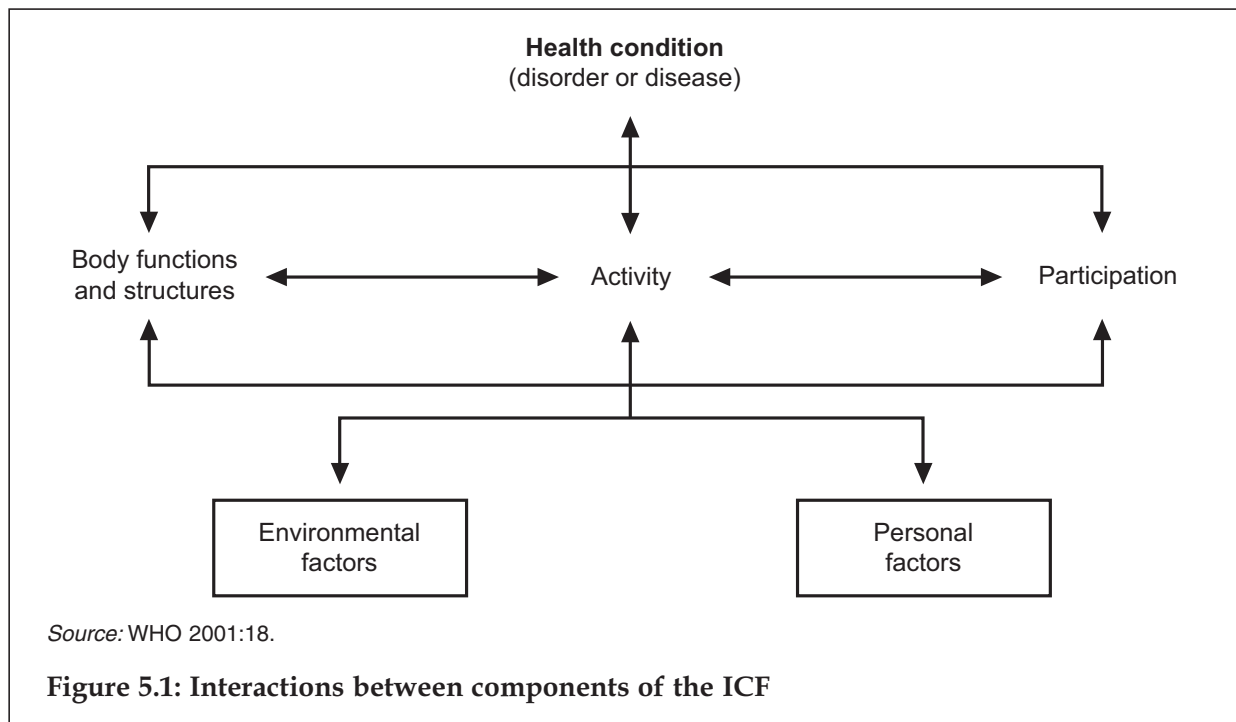 Health condition
(disorder or disease)
Body functions
and structures
Activity
Participation
Environmental
factors
Personal
factors
Source: WHO 2001:18.
Figure 5.1: Interactions between components of the ICF